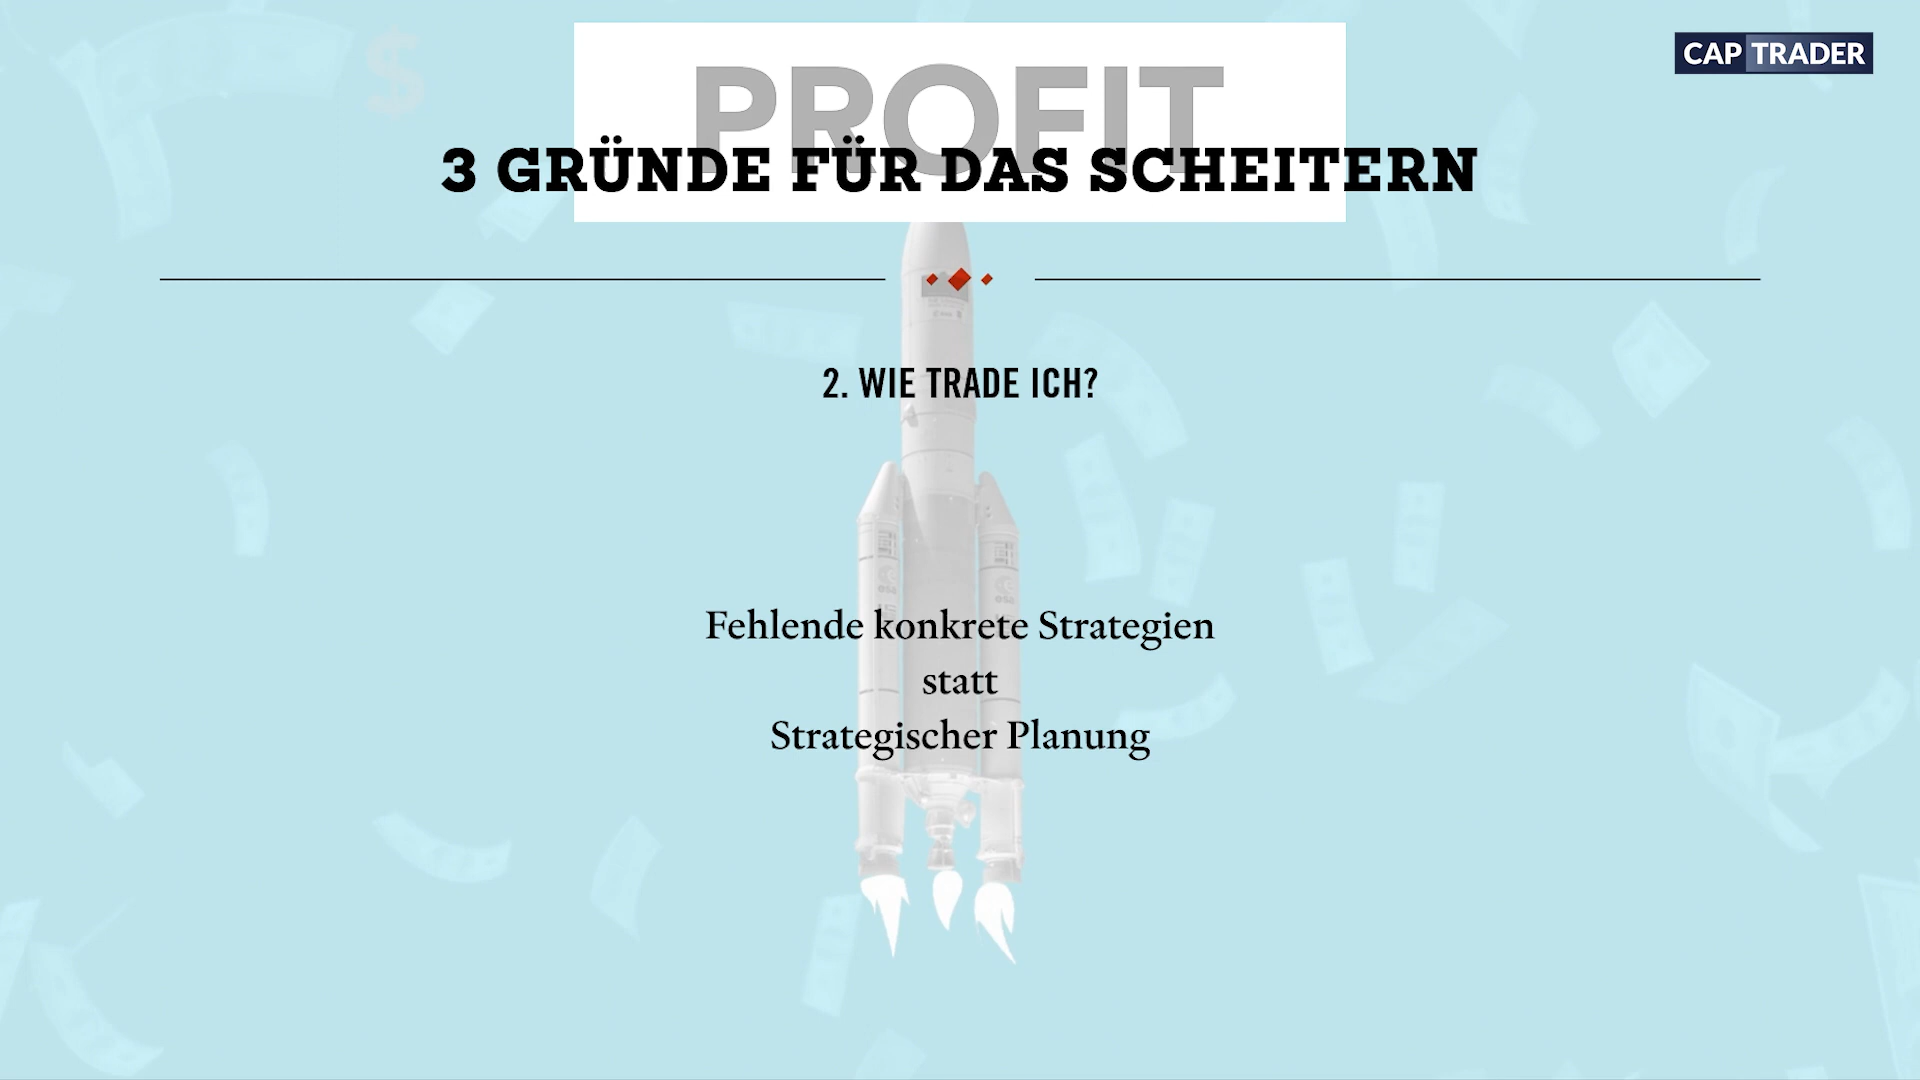 CAP TRADER
PROFIT
3 GRÜNDE FÜR DAS SCHEITERN
2. WIE TRADE ICH?
Fehlende konkrete Strategien
statt
Strategischer Planung